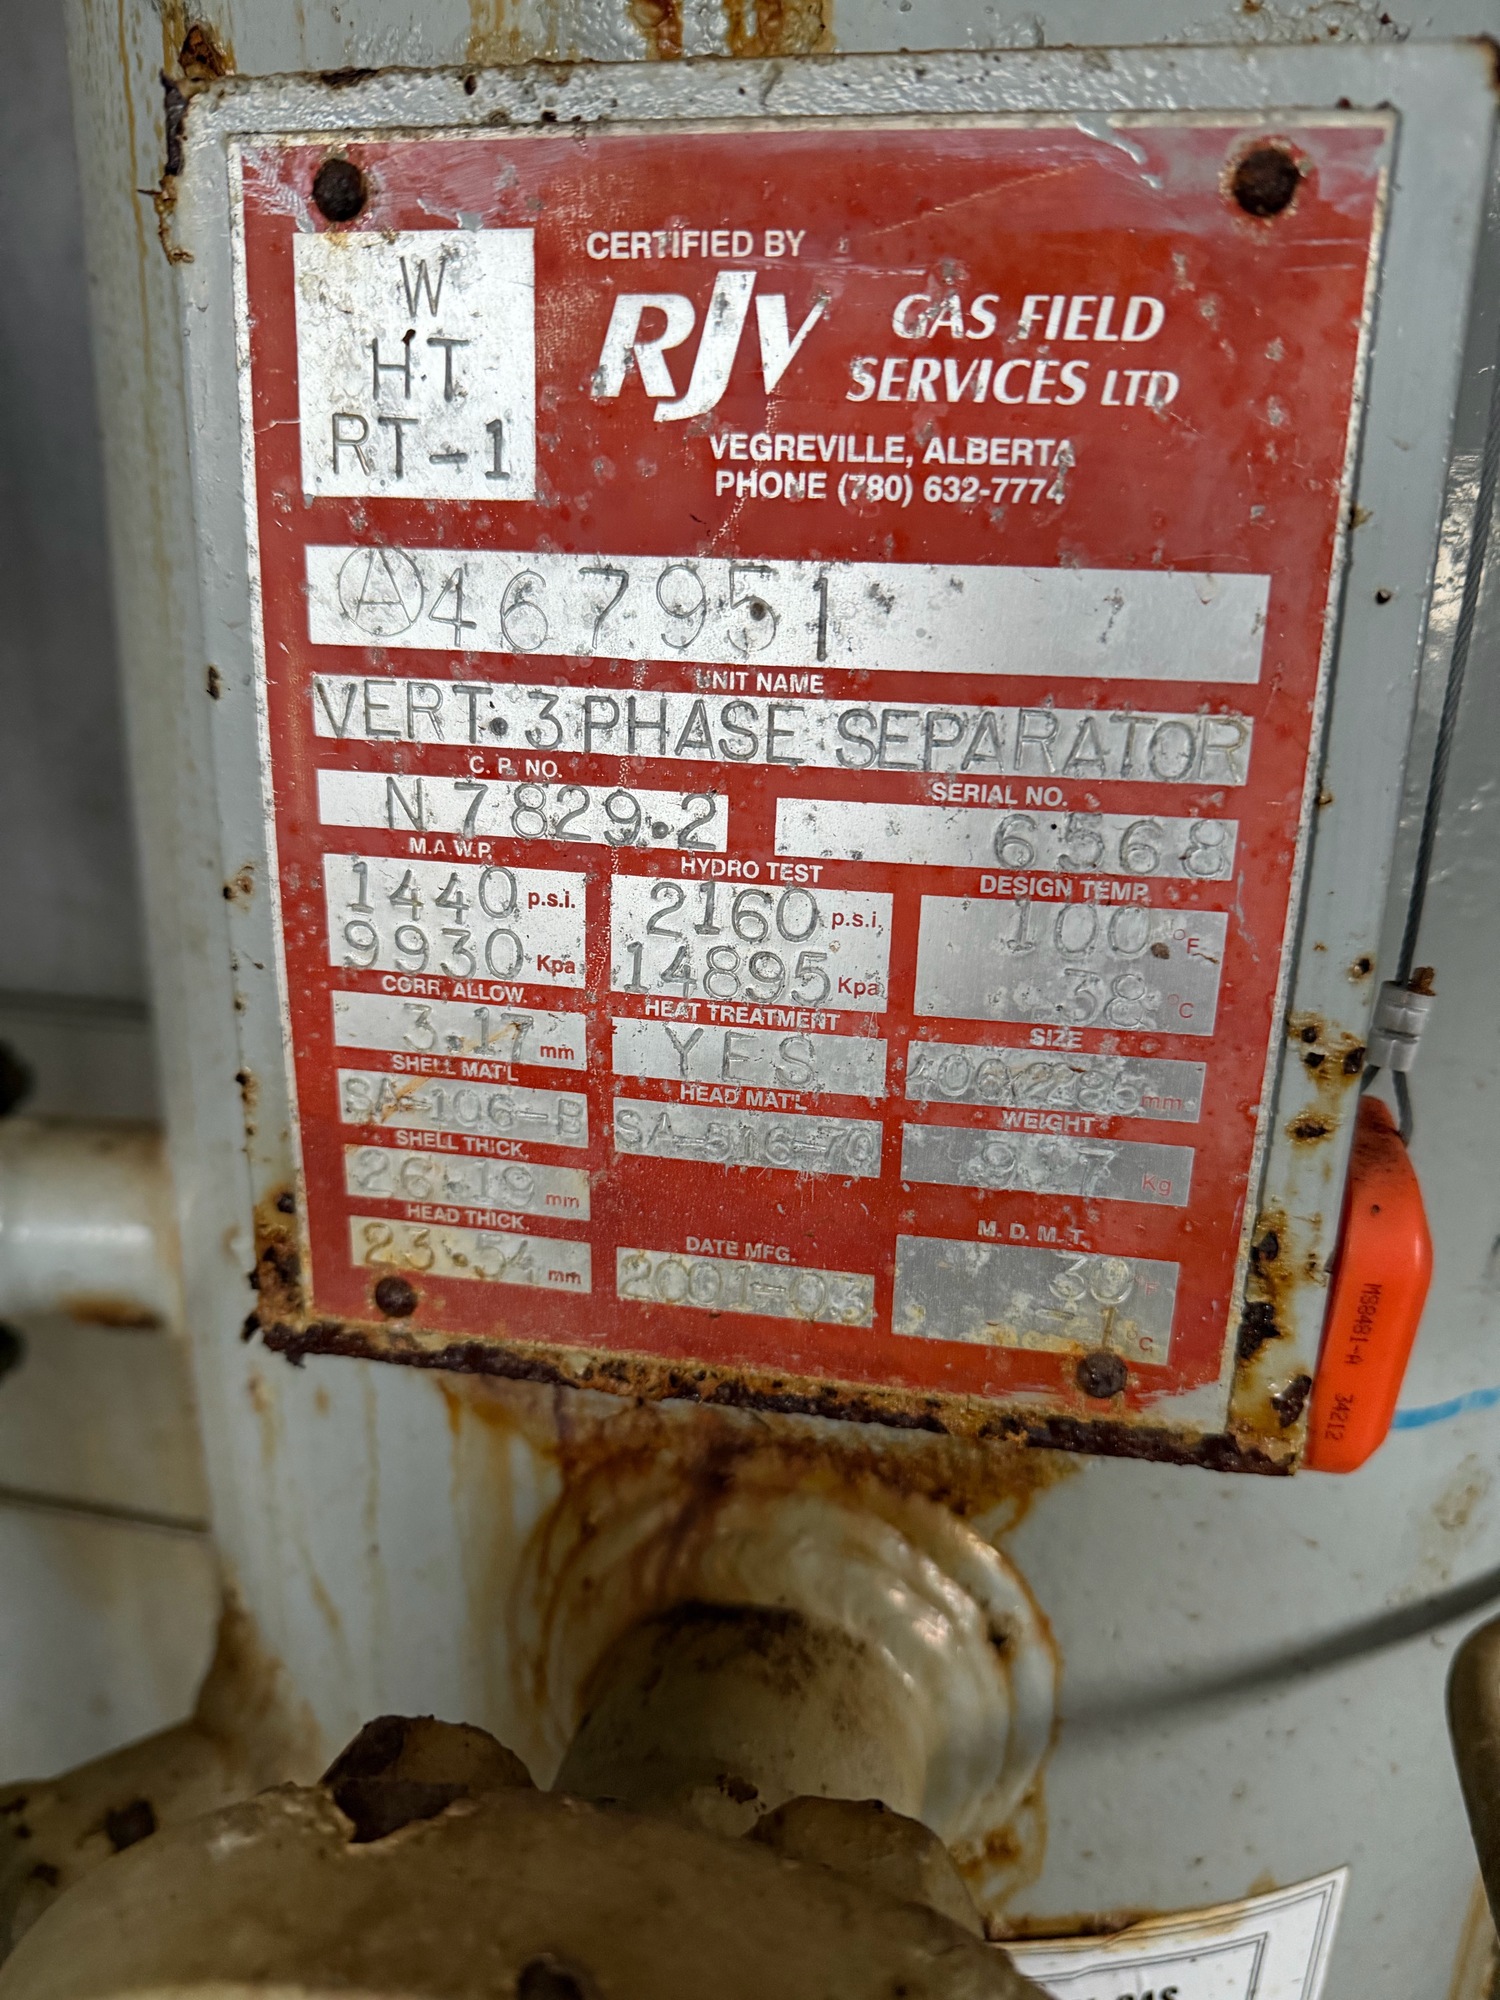 W
HT
RT-1
CERTIFIED BY
RJV GAS FIELD
SERVICES LTD
VEGREVILLE, ALBERTA
PHONE (780) 632-7774
Ⓐ467951
UNIT NAME
VERT. 3 PHASE SEPARATOR
C. R. NO.
N7829.2
SERIAL NO.
6568
M.A.W.P.
1440 p.s.i.
9930 Kpa
HYDRO TEST
2160 p.s.i.
14895 Kpa
DESIGN TEMP.
100 °F
38 °C
CORR. ALLOW.
3.17 mm
HEAT TREATMENT
YES
SIZE
mm
SHELL MAT'L
SA-106-B
HEAD MAT'L
SA-516-70
WEIGHT
Kg
SHELL THICK.
26.19 mm
HEAD THICK.
23.54 mm
DATE MFG.
2001-03
M. D. M. T.
30 °F
-1 °C
MS8481-A 34212